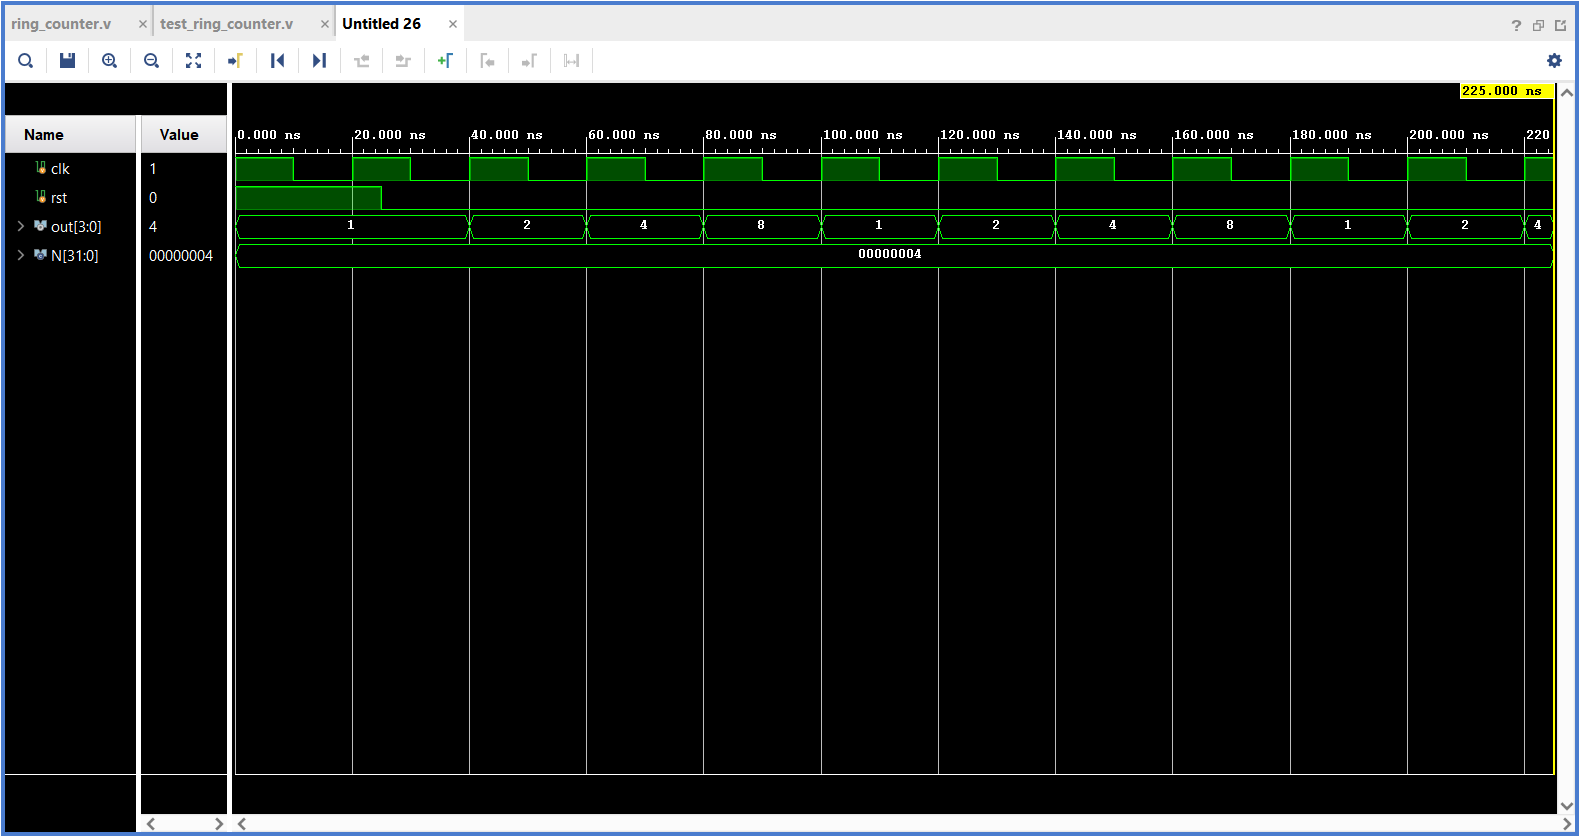 ring_counter.v × test_ring_counter.v × Untitled 26 × ?
225.000 ns
Name Value 0.000 ns 20.000 ns 40.000 ns 60.000 ns 80.000 ns 100.000 ns 120.000 ns 140.000 ns 160.000 ns 180.000 ns 200.000 ns 220
clk 1
rst 0
out[3:0] 4 1 2 4 8 1 2 4 8 1 2 4
N[31:0] 00000004 00000004